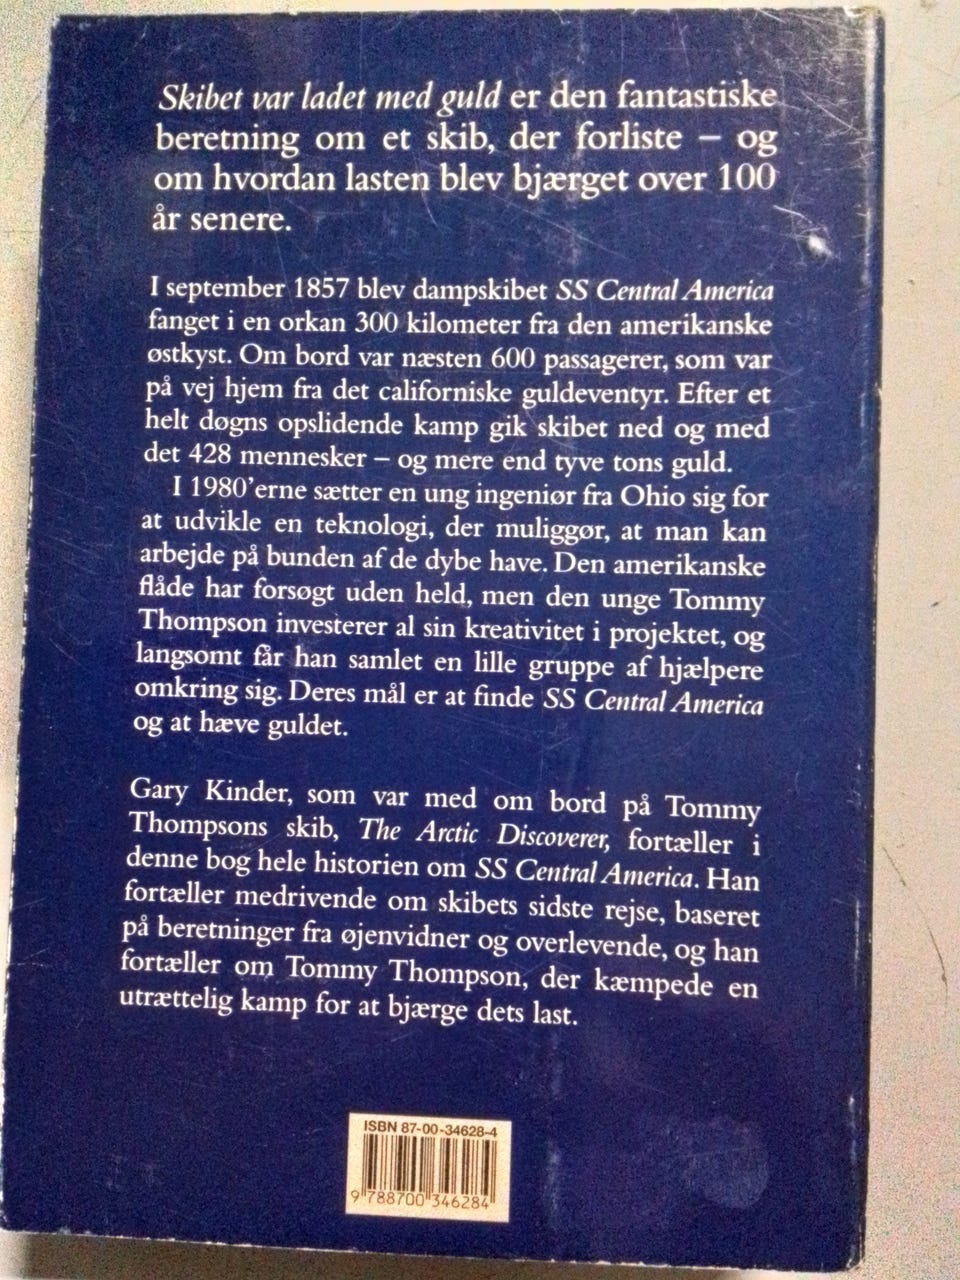 Skibet var ladet med guld er den fantastiske
beretning om et skib, der forliste – og
om hvordan lasten blev bjærget over 100
år senere.
I september 1857 blev dampskibet SS Central America
fanget i en orkan 300 kilometer fra den amerikanske
østkyst. Om bord var næsten 600 passagerer, som var
på vej hjem fra det californiske guldeventyr. Efter et
helt døgns opslidende kamp gik skibet ned og med
det 428 mennesker – og mere end tyve tons guld.
I 1980'erne sætter en ung ingeniør fra Ohio sig for
at udvikle en teknologi, der muliggør, at man kan
arbejde på bunden af de dybe have. Den amerikanske
flåde har forsøgt uden held, men den unge Tommy
Thompson investerer al sin kreativitet i projektet, og
langsomt får han samlet en lille gruppe af hjælpere
omkring sig. Deres mål er at finde SS Central America
og at hæve guldet.
Gary Kinder, som var med om bord på Tommy
Thompsons skib, The Arctic Discoverer, fortæller i
denne bog hele historien om SS Central America. Han
fortæller medrivende om skibets sidste rejse, baseret
på beretninger fra øjenvidner og overlevende, og han
fortæller om Tommy Thompson, der kæmpede en
utrættelig kamp for at bjærge dets last.
ISBN 87-00-34628-4
9 788700 346284